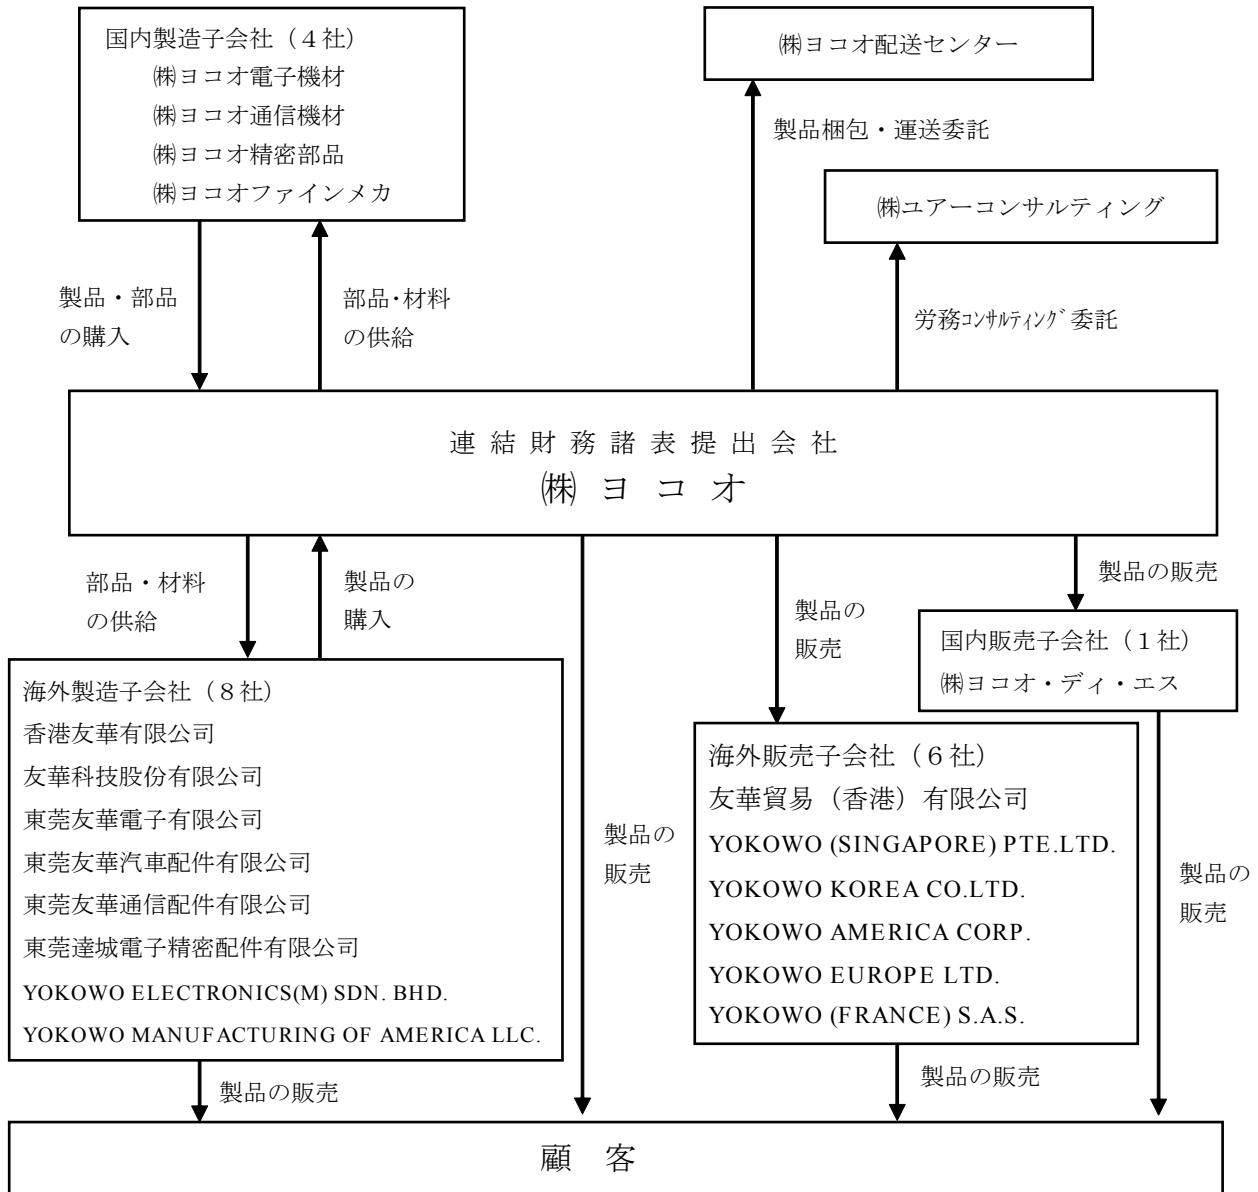 国内製造子会社（４社）
㈱ヨコオ電子機材
㈱ヨコオ通信機材
㈱ヨコオ精密部品
㈱ヨコオファインメカ
㈱ヨコオ配送センター
製品梱包・運送委託
㈱ユアーコンサルティング
労務ｺﾝｻﾙﾃｨﾝｸﾞ委託
製品・部品
の購入
部品・材料
の供給
連結財務諸表提出会社
㈱ヨコオ
部品・材料
の供給
製品の
購入
製品の
販売
製品の
販売
製品の販売
国内販売子会社（１社）
㈱ヨコオ・ディ・エス
海外製造子会社（８社）
香港友華有限公司
友華科技股份有限公司
東莞友華電子有限公司
東莞友華汽車配件有限公司
東莞友華通信配件有限公司
東莞達城電子精密配件有限公司
YOKOWO ELECTRONICS(M) SDN. BHD.
YOKOWO MANUFACTURING OF AMERICA LLC.
海外販売子会社（６社）
友華貿易（香港）有限公司
YOKOWO (SINGAPORE) PTE.LTD.
YOKOWO KOREA CO.LTD.
YOKOWO AMERICA CORP.
YOKOWO EUROPE LTD.
YOKOWO (FRANCE) S.A.S.
製品の
販売
製品の販売
製品の販売
顧客